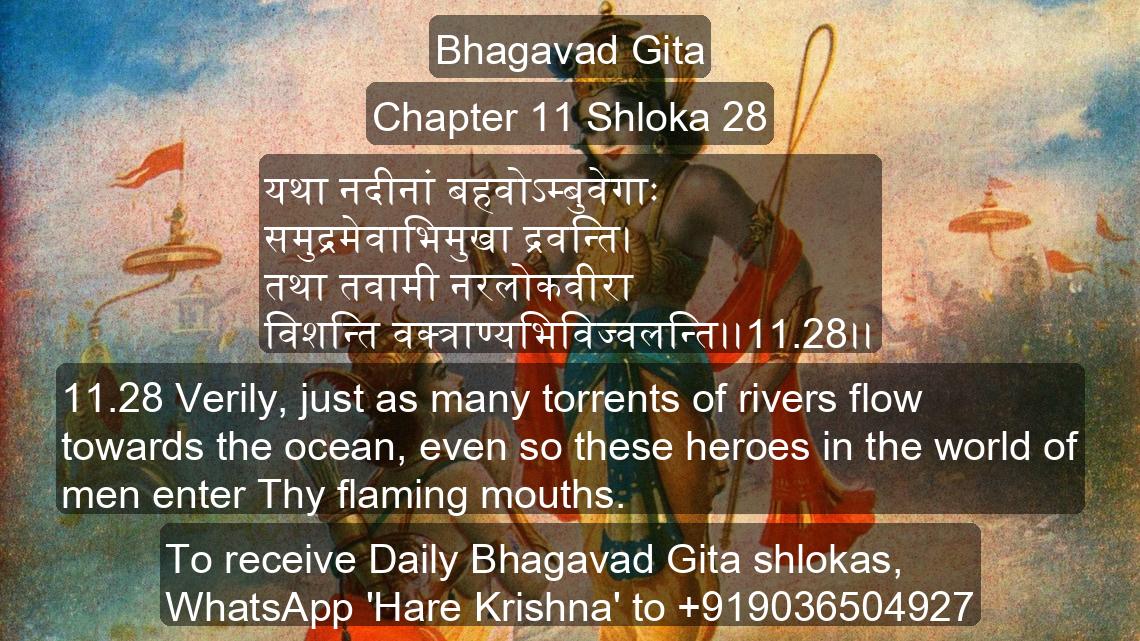 Bhagavad Gita
Chapter 11 Shloka 28
यथा नदीनां बहवोऽम्बुवेगाः
समुद्रमेवाभिमुखा द्रवन्ति।
तथा तवामी नरलोकवीरा
विशन्ति वक्त्राण्यभिविज्वलन्ति।।11.28।।
11.28 Verily, just as many torrents of rivers flow
towards the ocean, even so these heroes in the world of
men enter Thy flaming mouths.
To receive Daily Bhagavad Gita shlokas,
WhatsApp 'Hare Krishna' to +919036504927